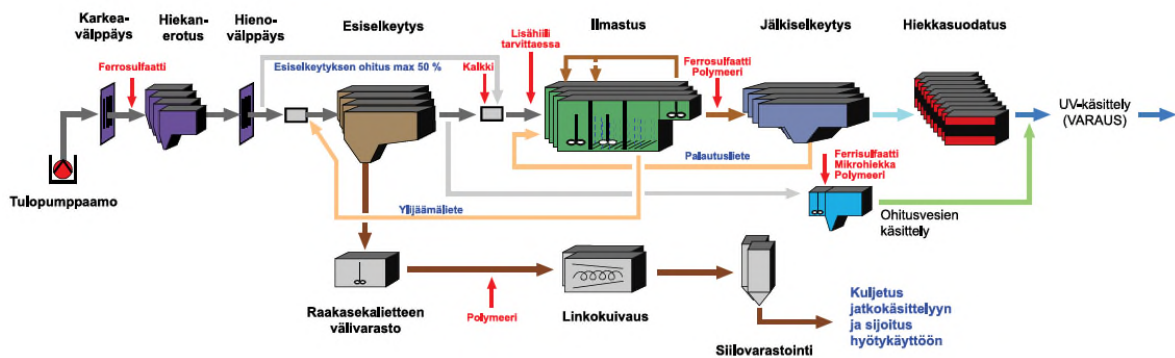 Karkea-
välppäys
Hiekan-
erotus
Hieno-
välppäys
Esiselkeytys
Ilmastus
Jälkiselkeytys
Hiekkasuodatus
Lisähiili
tarvittaessa
Ferrosulfaatti
Esiselkeytyksen ohitus max 50 %
Kalkki
Ferrosulfaatti
Polymeeri
UV-käsittely
(VARAUS)
Palautusliete
Ferrisulfaatti
Mikrohiekka
Polymeeri
Tulopumppaamo
Ylijäämäliete
Ohitusvesien
käsittely
Raakasekalietteen
välivarasto
Polymeeri
Linkokuivaus
Siilovarastointi
Kuljetus
jatkokäsittelyyn
ja sijoitus
hyötykäyttöön